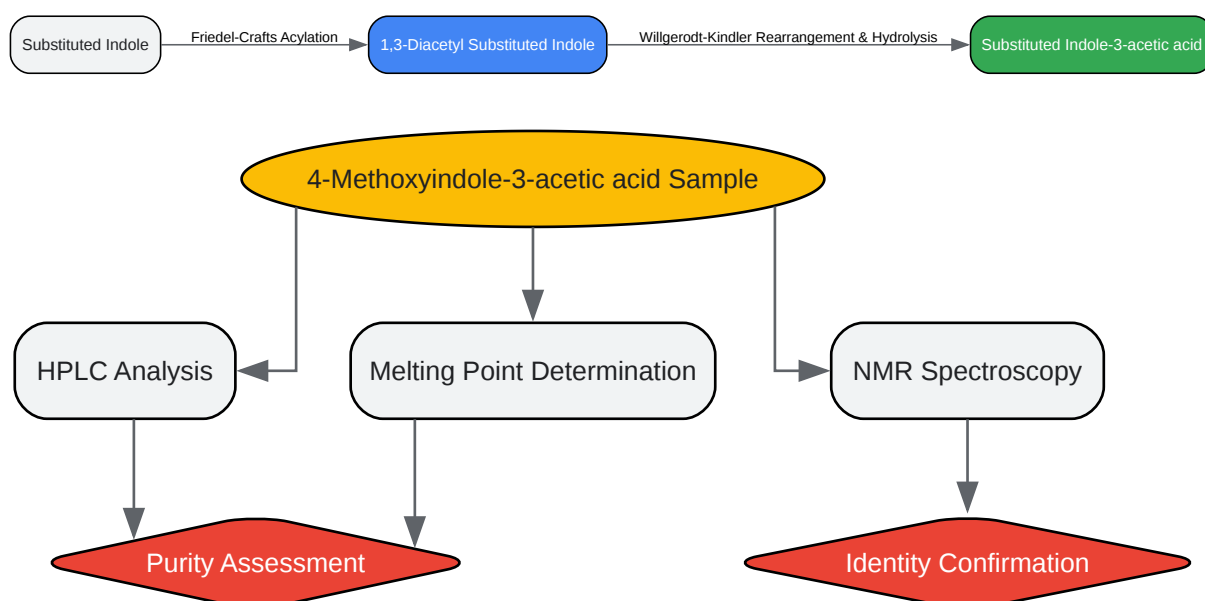 Substituted Indole
Friedel-Crafts Acylation
1,3-Diacetyl Substituted Indole
Willgerodt-Kindler Rearrangement & Hydrolysis
Substituted Indole-3-acetic acid
4-Methoxyindole-3-acetic acid Sample
HPLC Analysis
Melting Point Determination
NMR Spectroscopy
Purity Assessment
Identity Confirmation